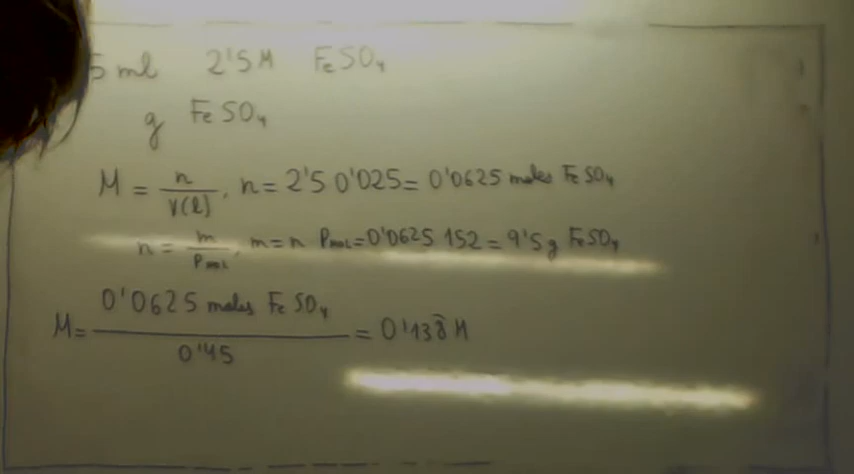 5 ml 2'5 M FeSO₄
g FeSO₄
M = n / V(l), n = 2'5 0'025 = 0'0625 moles FeSO₄
n = m / Pmol, m = n Pmol = 0'0625 152 = 9'5 g FeSO₄
M = 0'0625 moles FeSO₄ / 0'45 = 0'138̄ M